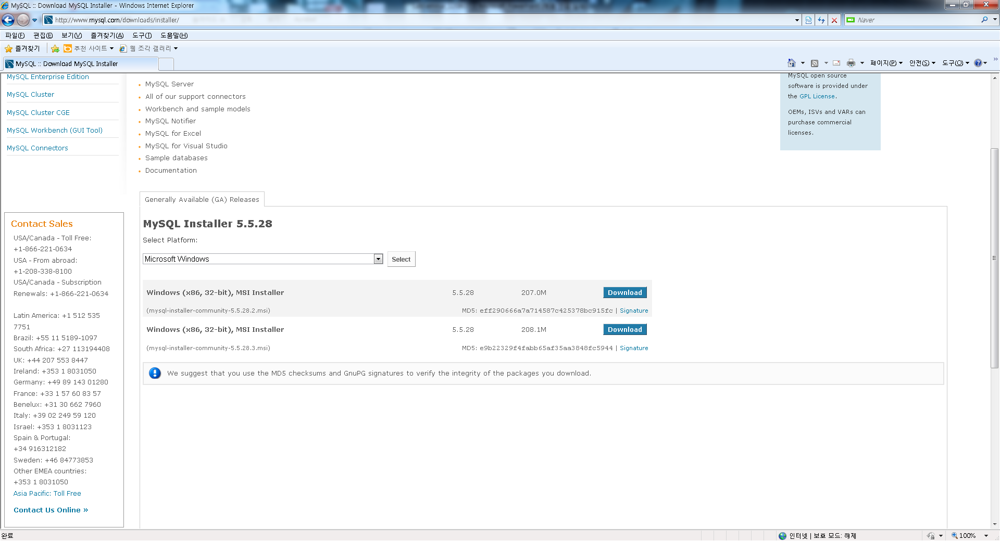 MySQL :: Download MySQL Installer - Windows Internet Explorer
http://www.mysql.com/downloads/installer/
Naver
파일(F) 편집(E) 보기(V) 즐겨찾기(A) 도구(T) 도움말(H)
즐겨찾기 추천 사이트 웹 조각 갤러리
MySQL :: Download MySQL Installer
페이지(P) 안전(S) 도구(O)
MySQL Enterprise Edition
MySQL Cluster
MySQL Cluster CGE
MySQL Workbench (GUI Tool)
MySQL Connectors
MySQL Server
All of our support connectors
Workbench and sample models
MySQL Notifier
MySQL for Excel
MySQL for Visual Studio
Sample databases
Documentation
MySQL open source
software is provided under
the GPL License.
OEMs, ISVs and VARs can
purchase commercial
licenses.
Contact Sales
USA/Canada - Toll Free:
+1-866-221-0634
USA - From abroad:
+1-208-338-8100
USA/Canada - Subscription
Renewals: +1-866-221-0634
Latin America: +1 512 535
7751
Brazil: +55 11 5189-1097
South Africa: +27 113194408
UK: +44 207 553 8447
Ireland: +353 1 8031050
Germany: +49 89 143 01280
France: +33 1 57 60 83 57
Benelux: +31 30 662 7960
Italy: +39 02 249 59 120
Israel: +353 1 8031123
Spain & Portugal:
+34 916312182
Sweden: +46 84773853
Other EMEA countries:
+353 1 8031050
Asia Pacific: Toll Free
Contact Us Online »
Generally Available (GA) Releases
MySQL Installer 5.5.28
Select Platform:
Microsoft Windows
Select
Windows (x86, 32-bit), MSI Installer 5.5.28 207.0M Download
(mysql-installer-community-5.5.28.2.msi) MD5: eff290666a7a714587c425378bc915fc | Signature
Windows (x86, 32-bit), MSI Installer 5.5.28 208.1M Download
(mysql-installer-community-5.5.28.3.msi) MD5: e9b22329f4fabb65af35aa3848fc5944 | Signature
We suggest that you use the MD5 checksums and GnuPG signatures to verify the integrity of the packages you download.
완료
인터넷 | 보호 모드: 해제
100%